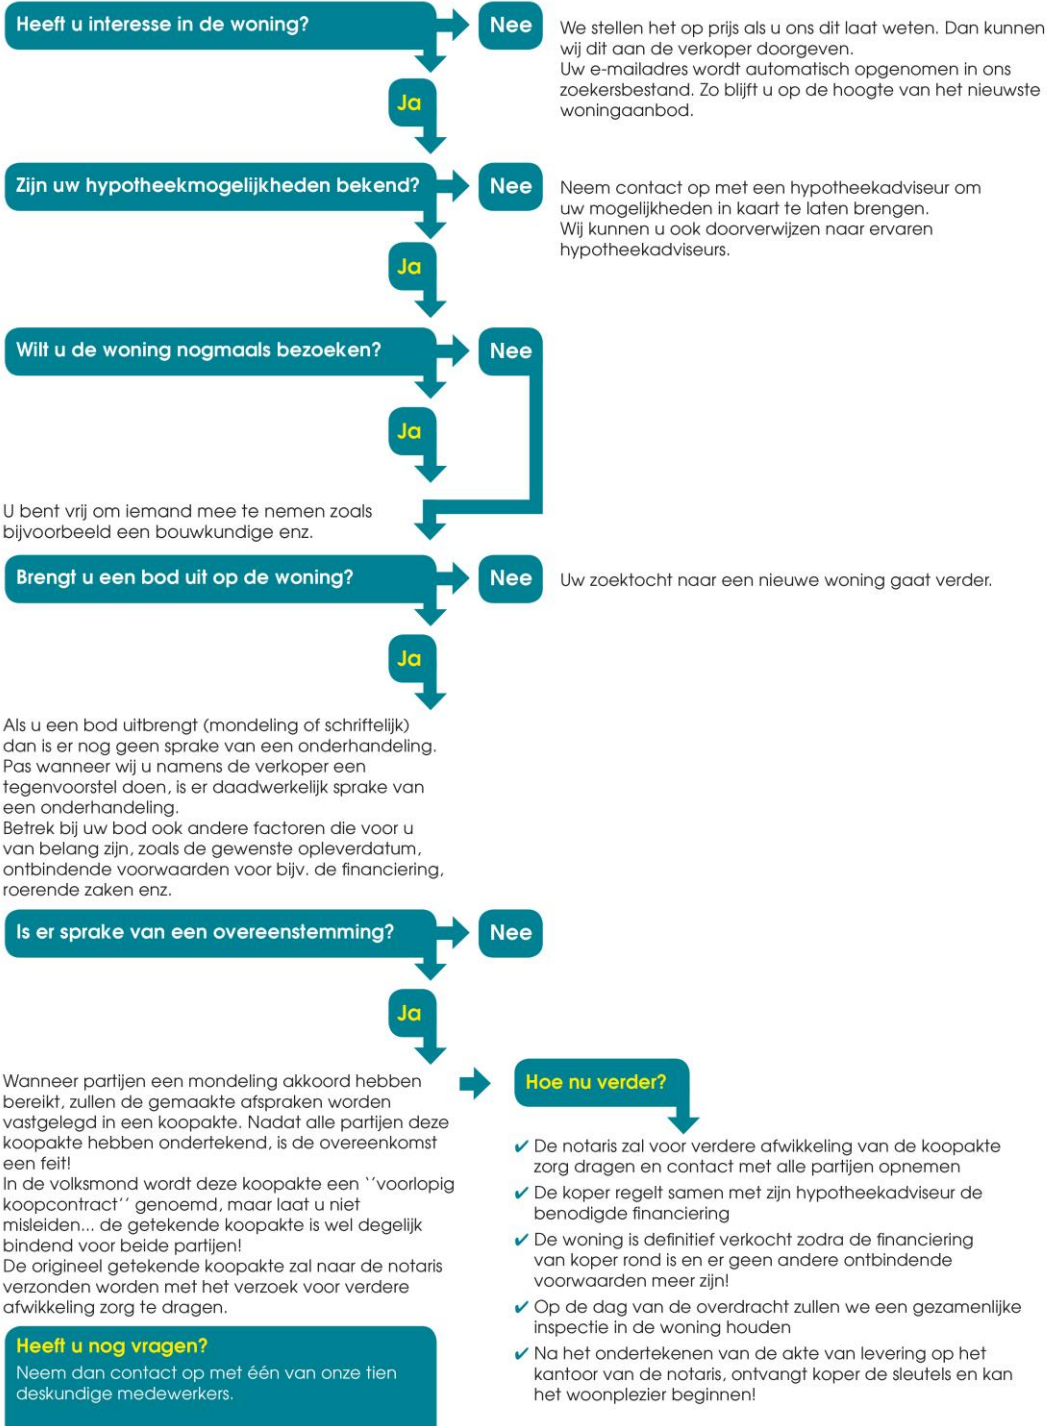 Heeft u interesse in de woning?
Nee
We stellen het op prijs als u ons dit laat weten. Dan kunnen
wij dit aan de verkoper doorgeven.
Uw e-mailadres wordt automatisch opgenomen in ons
zoekersbestand. Zo blijft u op de hoogte van het nieuwste
woningaanbod.
Ja
Zijn uw hypotheekmogelijkheden bekend?
Nee
Neem contact op met een hypotheekadviseur om
uw mogelijkheden in kaart te laten brengen.
Wij kunnen u ook doorverwijzen naar ervaren
hypotheekadviseurs.
Ja
Wilt u de woning nogmaals bezoeken?
Nee
Ja
U bent vrij om iemand mee te nemen zoals
bijvoorbeeld een bouwkundige enz.
Brengt u een bod uit op de woning?
Nee
Uw zoektocht naar een nieuwe woning gaat verder.
Ja
Als u een bod uitbrengt (mondeling of schriftelijk)
dan is er nog geen sprake van een onderhandeling.
Pas wanneer wij u namens de verkoper een
tegenvoorstel doen, is er daadwerkelijk sprake van
een onderhandeling.
Betrek bij uw bod ook andere factoren die voor u
van belang zijn, zoals de gewenste opleverdatum,
ontbindende voorwaarden voor bijv. de financiering,
roerende zaken enz.
Is er sprake van een overeenstemming?
Nee
Ja
Wanneer partijen een mondeling akkoord hebben
bereikt, zullen de gemaakte afspraken worden
vastgelegd in een koopakte. Nadat alle partijen deze
koopakte hebben ondertekend, is de overeenkomst
een feit!
In de volksmond wordt deze koopakte een ``voorlopig
koopcontract´´ genoemd, maar laat u niet
misleiden... de getekende koopakte is wel degelijk
bindend voor beide partijen!
De origineel getekende koopakte zal naar de notaris
verzonden worden met het verzoek voor verdere
afwikkeling zorg te dragen.
Hoe nu verder?
✔ De notaris zal voor verdere afwikkeling van de koopakte
zorg dragen en contact met alle partijen opnemen
✔ De koper regelt samen met zijn hypotheekadviseur de
benodigde financiering
✔ De woning is definitief verkocht zodra de financiering
van koper rond is en er geen andere ontbindende
voorwaarden meer zijn!
✔ Op de dag van de overdracht zullen we een gezamenlijke
inspectie in de woning houden
✔ Na het ondertekenen van de akte van levering op het
kantoor van de notaris, ontvangt koper de sleutels en kan
het woonplezier beginnen!
Heeft u nog vragen?
Neem dan contact op met één van onze tien
deskundige medewerkers.